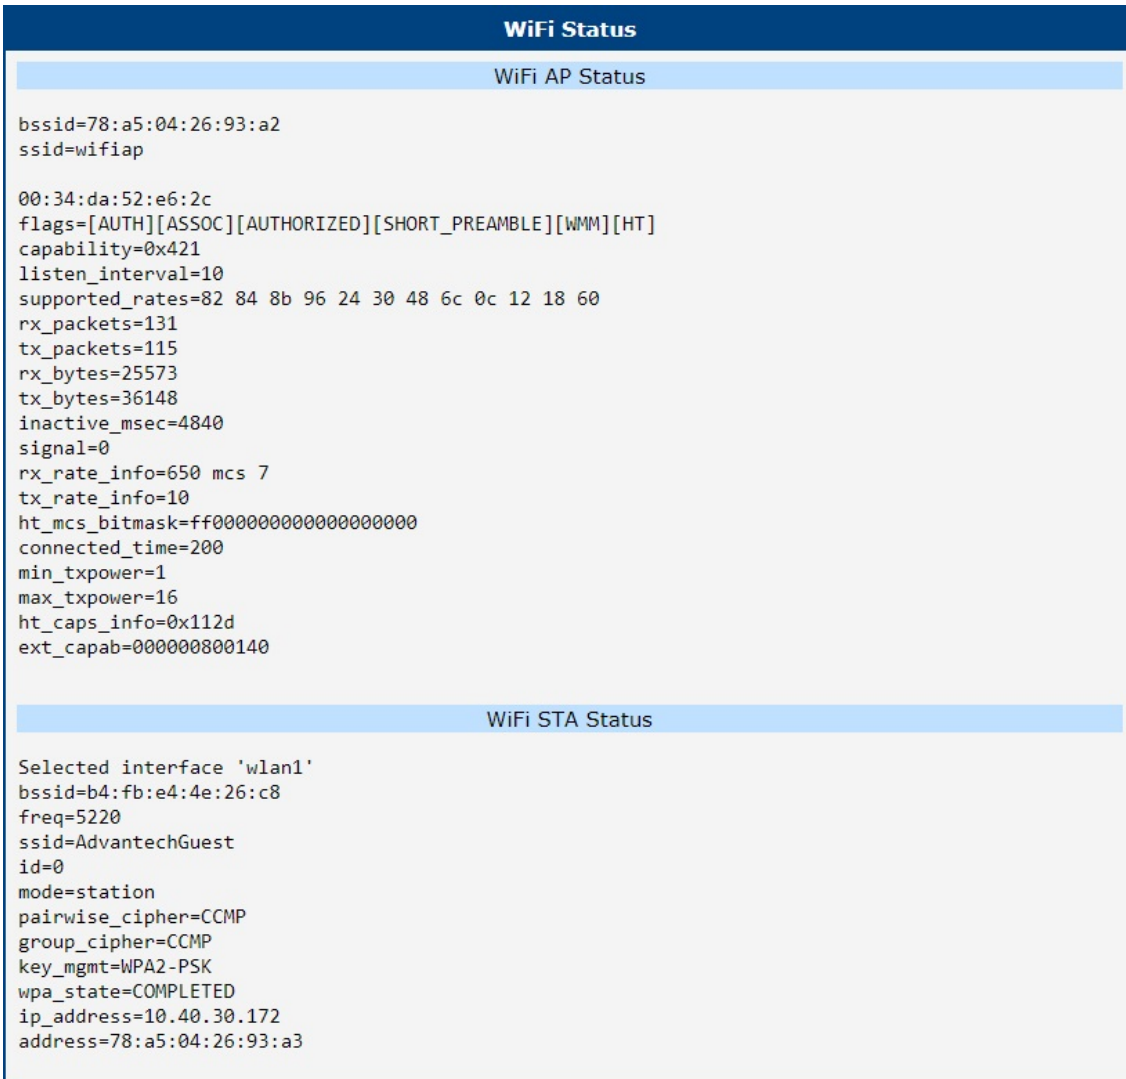 WiFi Status
WiFi AP Status
bssid=78:a5:04:26:93:a2
ssid=wifiap
00:34:da:52:e6:2c
flags=[AUTH][ASSOC][AUTHORIZED][SHORT_PREAMBLE][WMM][HT]
capability=0x421
listen_interval=10
supported_rates=82 84 8b 96 24 30 48 6c 0c 12 18 60
rx_packets=131
tx_packets=115
rx_bytes=25573
tx_bytes=36148
inactive_msec=4840
signal=0
rx_rate_info=650 mcs 7
tx_rate_info=10
ht_mcs_bitmask=ff000000000000000000
connected_time=200
min_txpower=1
max_txpower=16
ht_caps_info=0x112d
ext_capab=000000800140
WiFi STA Status
Selected interface 'wlan1'
bssid=b4:fb:e4:4e:26:c8
freq=5220
ssid=AdvantechGuest
id=0
mode=station
pairwise_cipher=CCMP
group_cipher=CCMP
key_mgmt=WPA2-PSK
wpa_state=COMPLETED
ip_address=10.40.30.172
address=78:a5:04:26:93:a3